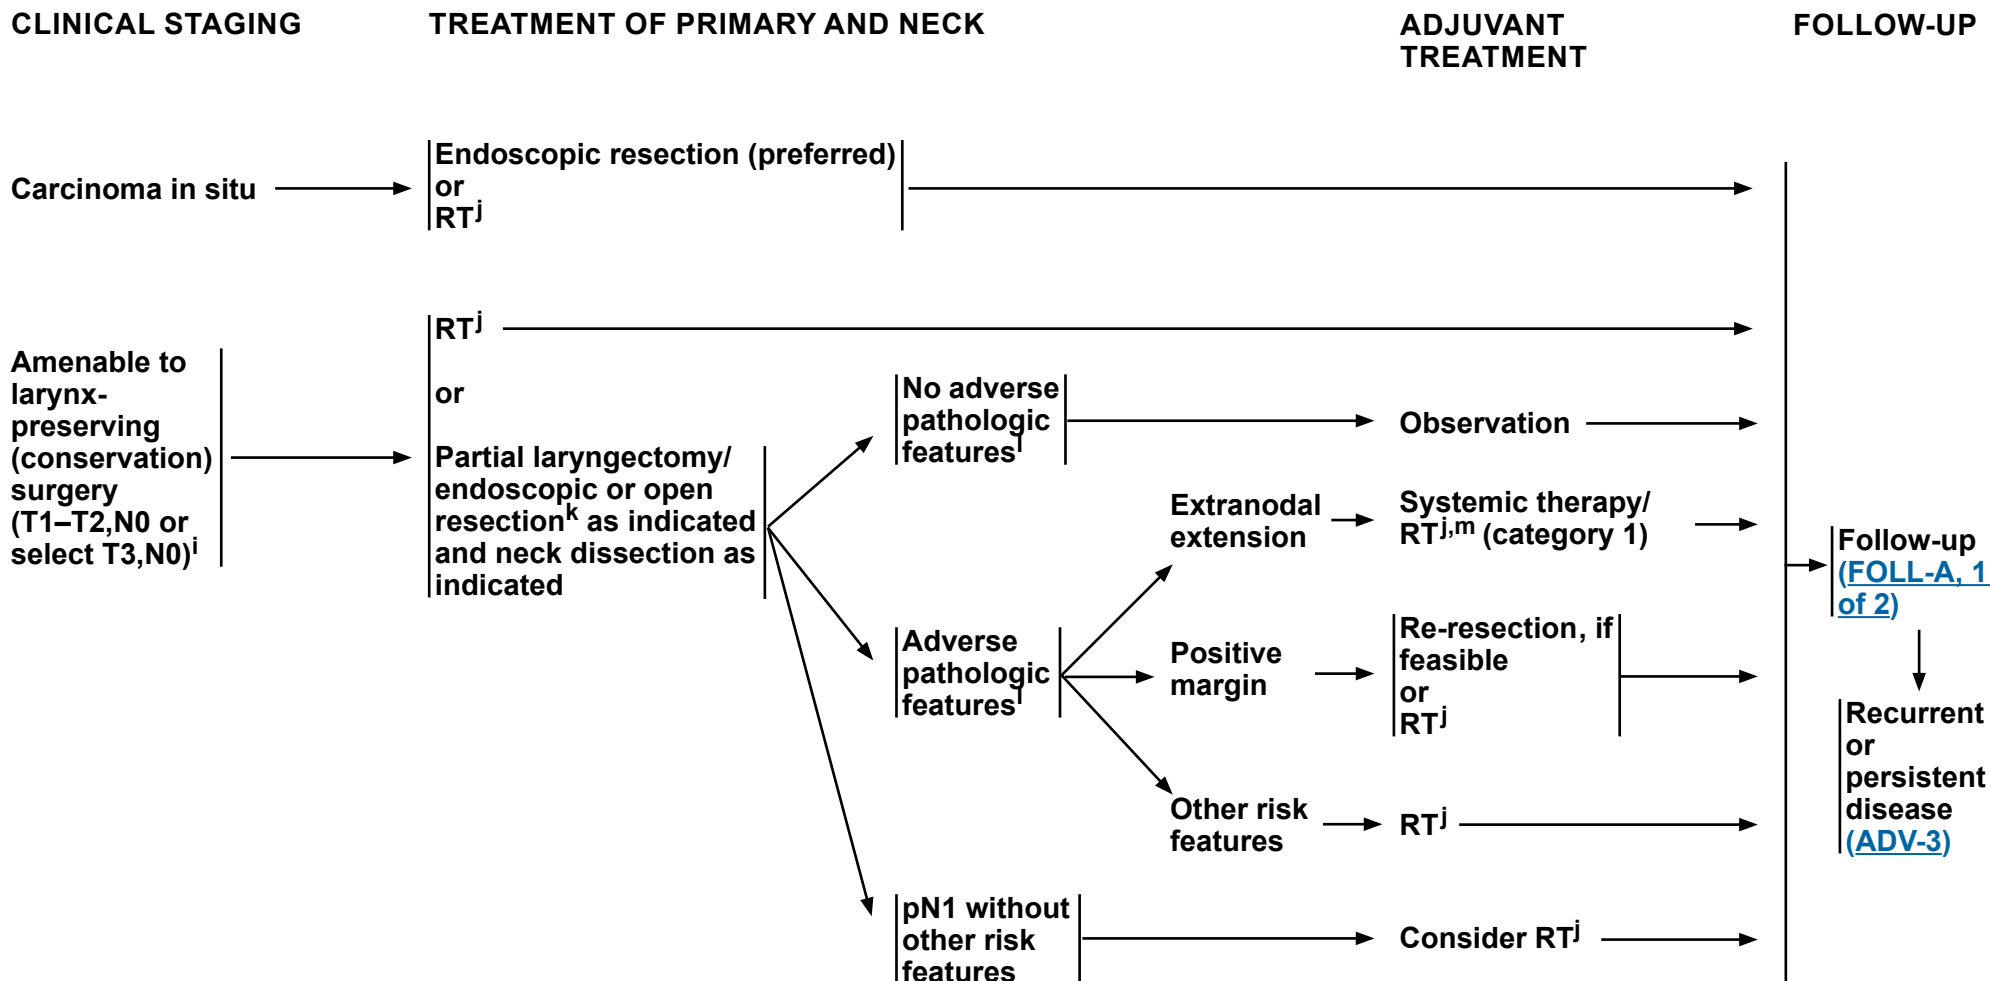 CLINICAL STAGING
TREATMENT OF PRIMARY AND NECK
ADJUVANT
TREATMENT
FOLLOW-UP
Carcinoma in situ
Endoscopic resection (preferred)
or
RTj
Amenable to
larynx-
preserving
(conservation)
surgery
(T1–T2,N0 or
select T3,N0)i
RTj
or
Partial laryngectomy/
endoscopic or open
resectionk as indicated
and neck dissection as
indicated
No adverse
pathologic
featuresl
Observation
Adverse
pathologic
featuresl
Extranodal
extension
Systemic therapy/
RTj,m (category 1)
Positive
margin
Re-resection, if
feasible
or
RTj
Other risk
features
RTj
pN1 without
other risk
features
Consider RTj
Follow-up
(FOLL-A, 1
of 2)
Recurrent
or
persistent
disease
(ADV-3)